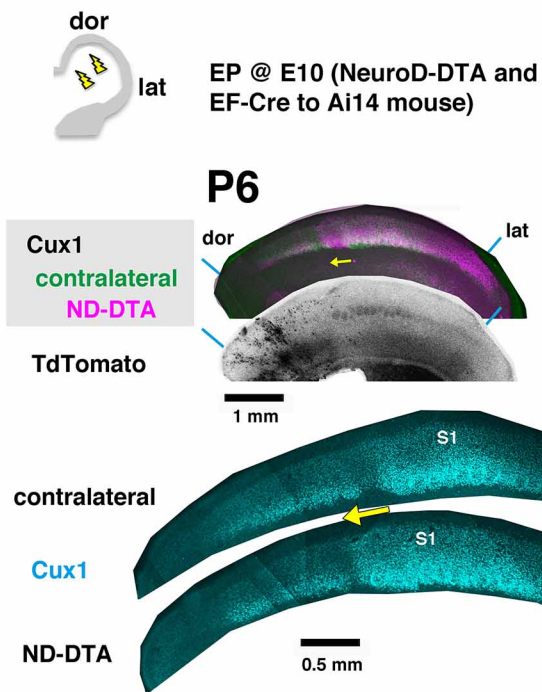 dor
lat
EP @ E10 (NeuroD-DTA and
EF-Cre to Ai14 mouse)
P6
Cux1
contralateral
ND-DTA
dor
lat
TdTomato
1 mm
S1
contralateral
S1
Cux1
ND-DTA
0.5 mm